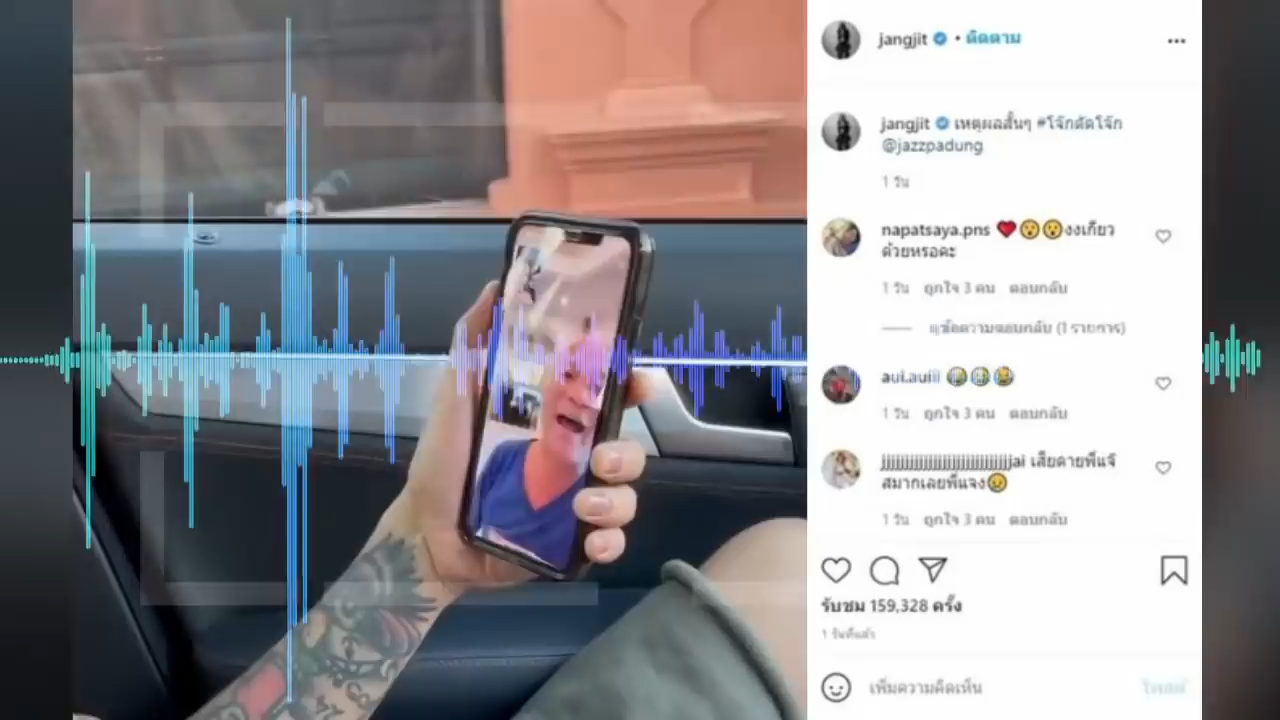 jangjit • ติดตาม
jangjit เหตุผลสั้นๆ #โจ๊กตัดโจ๊ก
@jazzpadung
1 วัน
napatsaya.pns ❤️😮😮งงเกี่ยว
ด้วยหรอคะ
1 วัน ถูกใจ 3 คน ตอบกลับ
ดูข้อความตอบกลับ (1 รายการ)
aui.auiii 😭😭😂
1 วัน ถูกใจ 3 คน ตอบกลับ
เสียดายพี่แจ๊
สมากเลยพี่แจง😢
1 วัน ถูกใจ 3 คน ตอบกลับ
รับชม 159,328 ครั้ง
1 วันที่แล้ว
เพิ่มความคิดเห็น
โพสต์